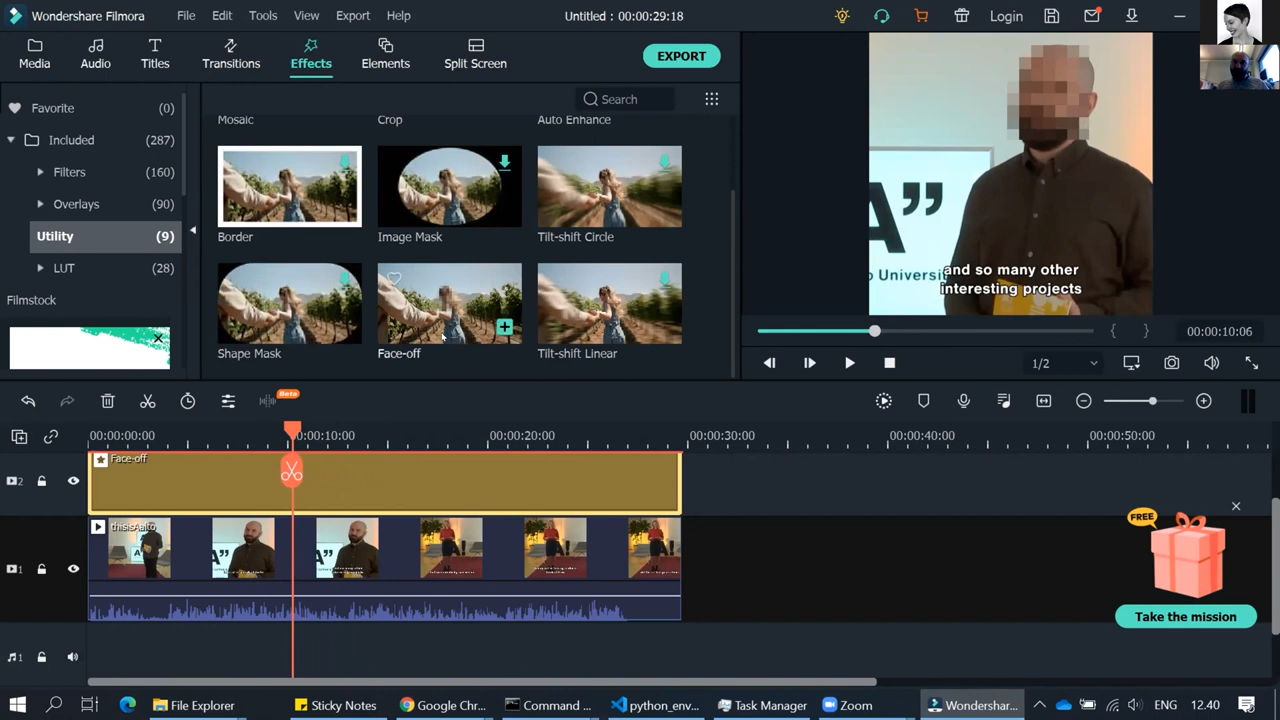 Wondershare Filmora
File
Edit
Tools
View
Export
Help
Untitled : 00:00:29:18
Login
Media
Audio
Titles
Transitions
Effects
Elements
Split Screen
EXPORT
Favorite (0)
Included (287)
Filters (160)
Overlays (90)
Utility (9)
LUT (28)
Filmstock
Search
Mosaic
Crop
Auto Enhance
Border
Image Mask
Tilt-shift Circle
Shape Mask
Face-off
Tilt-shift Linear
A”
o Universi
and so many other
interesting projects
00:00:10:06
1/2
Beta
00:00:00:00
00:00:10:00
00:00:20:00
00:00:30:00
00:00:40:00
00:00:50:00
2
Face-off
1
thisisAalto
1
FREE
Take the mission
File Explorer
Sticky Notes
Google Chr...
Command ...
python_env...
Task Manager
Zoom
Wondershar...
ENG
12.40